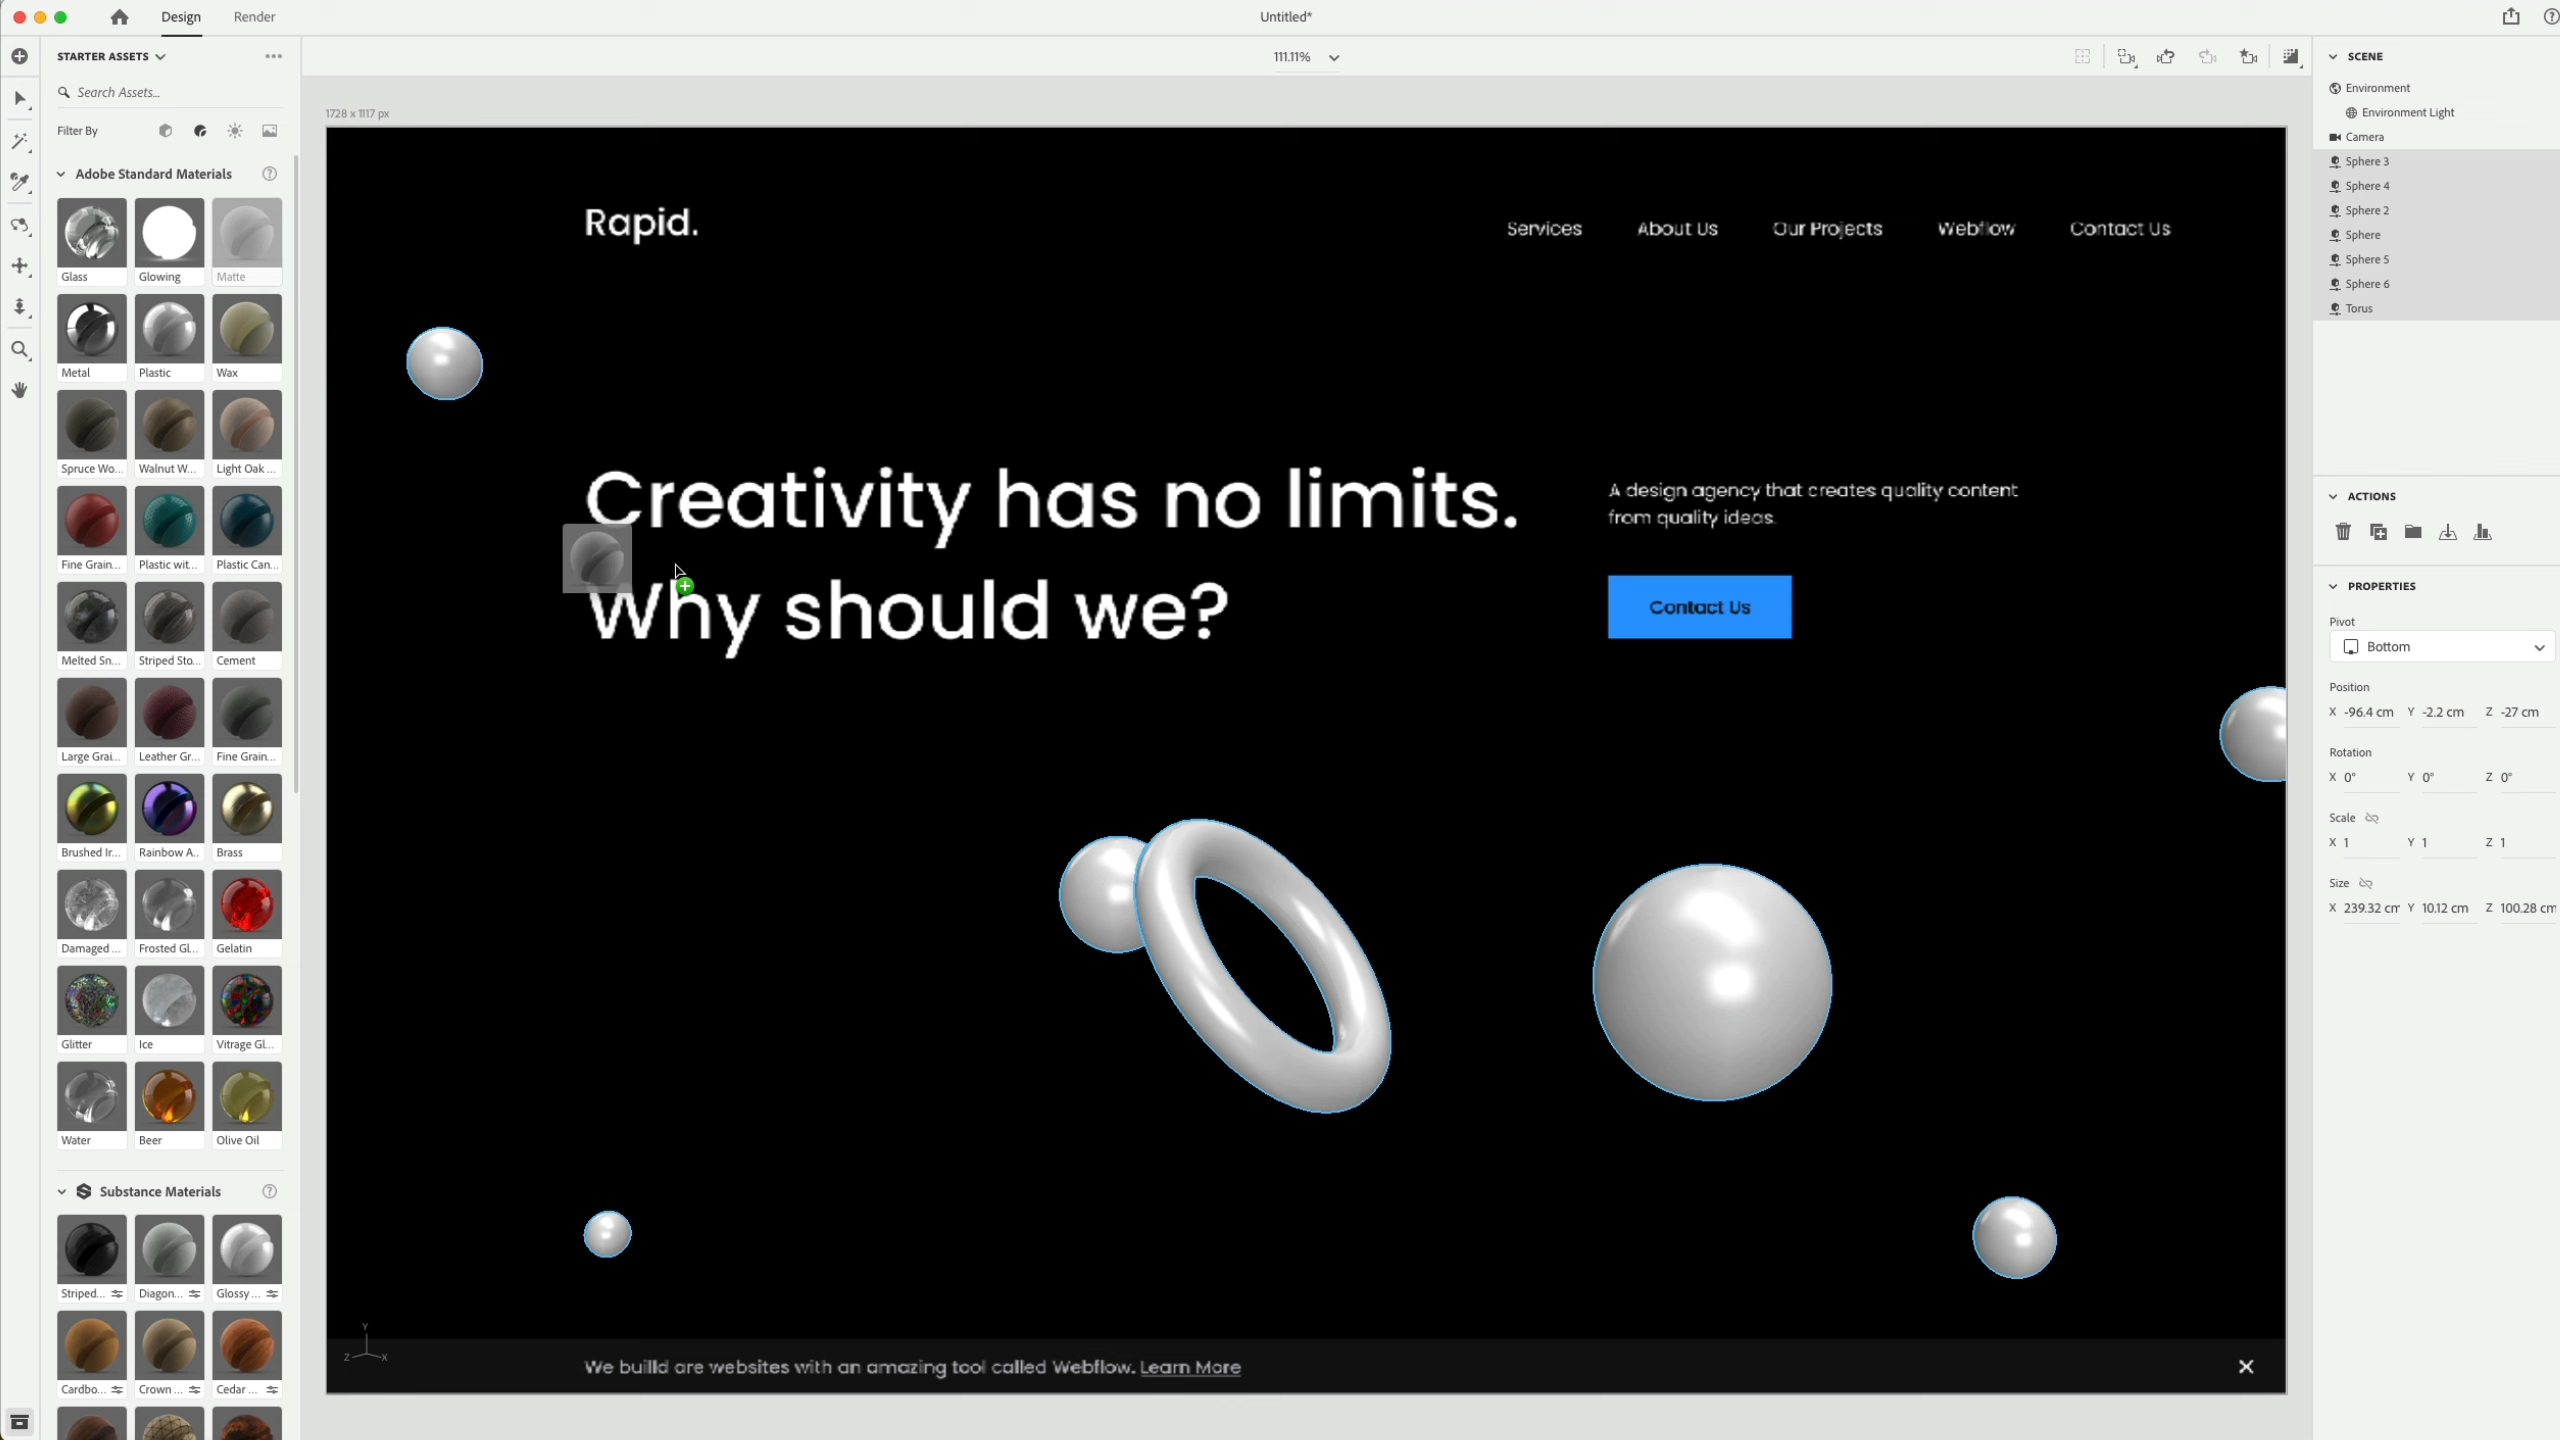 Design
Render
Untitled*
STARTER ASSETS
111.11%
Search Assets...
Filter By
Adobe Standard Materials
Glass
Glowing
Matte
Metal
Plastic
Wax
Spruce Wo...
Walnut W...
Light Oak ...
Fine Grain...
Plastic wit...
Plastic Can...
Melted Sn...
Striped Sto...
Cement
Large Grai...
Leather Gr...
Fine Grain...
Brushed Ir...
Rainbow A..
Brass
Damaged ...
Frosted Gl...
Gelatin
Glitter
Ice
Vitrage Gl...
Water
Beer
Olive Oil
Substance Materials
Striped...
Diagon...
Glossy ...
Cardbo...
Crown ...
Cedar ...
1728 x 1117 px
Rapid.
Services
About Us
Our Projects
Webflow
Contact Us
Creativity has no limits.
Why should we?
A design agency that creates quality content
from quality ideas.
Contact Us
Y
Z
X
We builld are websites with an amazing tool called Webflow. Learn More
SCENE
Environment
Environment Light
Camera
Sphere 3
Sphere 4
Sphere 2
Sphere
Sphere 5
Sphere 6
Torus
ACTIONS
PROPERTIES
Pivot
Bottom
Position
X -96.4 cm Y -2.2 cm Z -27 cm
Rotation
X 0° Y 0° Z 0°
Scale
X 1 Y 1 Z 1
Size
X 239.32 cm Y 10.12 cm Z 100.28 cm